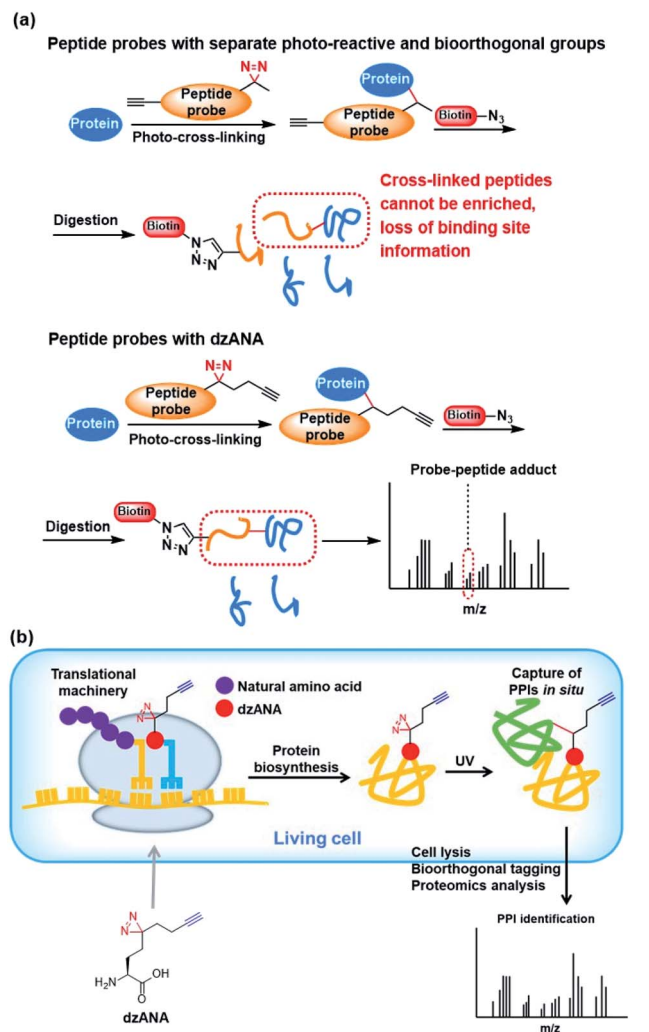 (a)
Peptide probes with separate photo-reactive and bioorthogonal groups
N=N
Protein
Peptide
probe
Photo-cross-linking
Protein
Peptide
probe
Biotin
N3
Digestion
Biotin
N
N
N
Cross-linked peptides
cannot be enriched,
loss of binding site
information
Peptide probes with dzANA
N=N
Protein
Peptide
probe
Photo-cross-linking
Protein
Peptide
probe
Biotin
N3
Digestion
Biotin
N
N
N
Probe-peptide adduct
m/z
(b)
Translational
machinery
N
N
Natural amino acid
dzANA
Protein
biosynthesis
N
N
UV
Capture of
PPIs in situ
Living cell
Cell lysis
Bioorthogonal tagging
Proteomics analysis
N
N
H2N
OH
O
dzANA
PPI identification
m/z